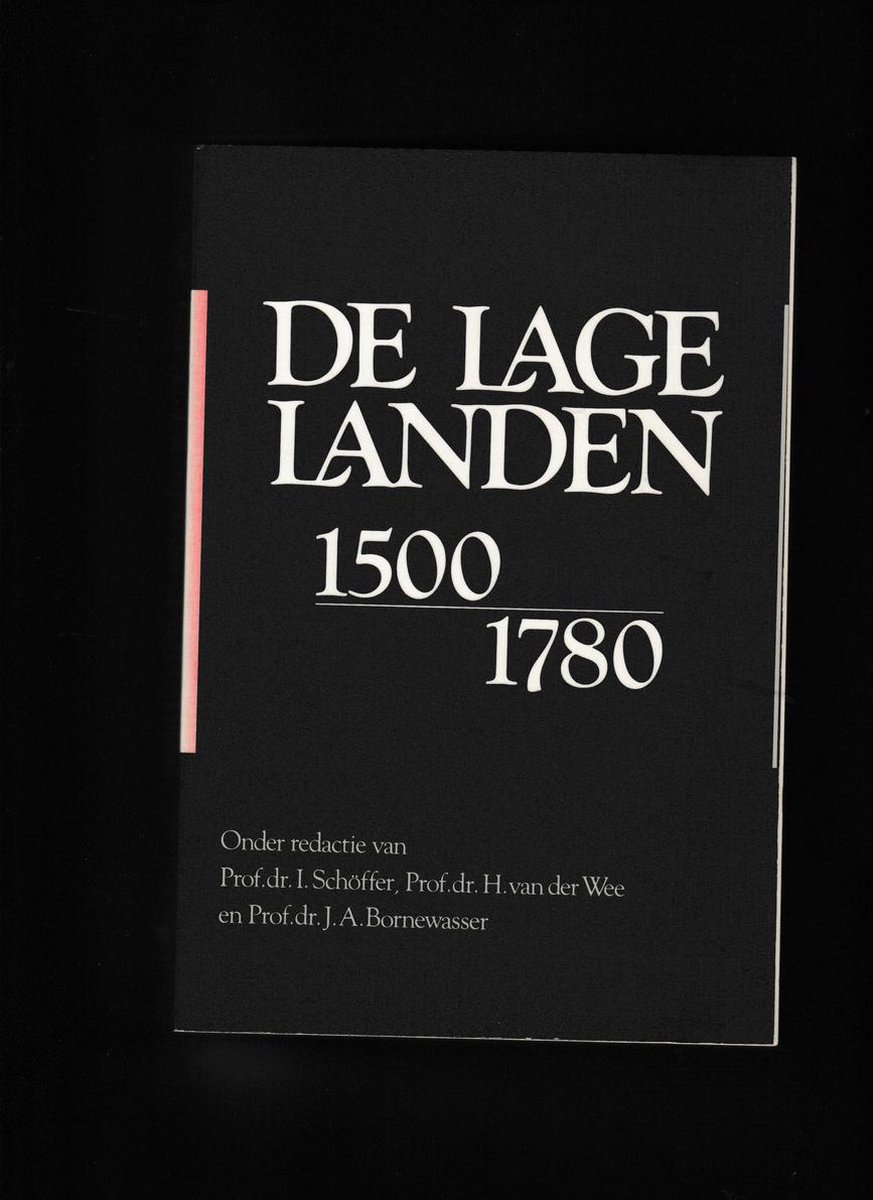 DE LAGE
LANDEN
1500
1780
Onder redactie van
Prof.dr. I. Schöffer, Prof.dr. H. van der Wee
en Prof.dr. J. A. Bornewasser